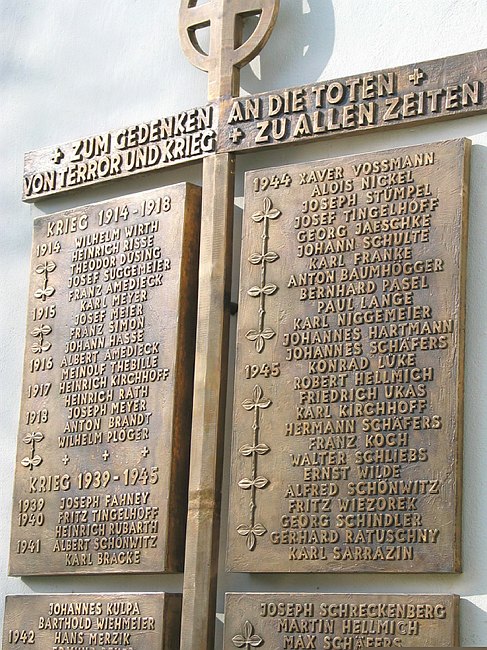 + ZUM GEDENKEN AN DIE TOTEN +
VON TERROR UND KRIEG + ZU ALLEN ZEITEN
KRIEG 1914-1918
1914 WILHELM WIRTH
HEINRICH RISSE
THEODOR DÜSING
JOSEF SUGGEMEIER
FRANZ AMEDIECK
KARL MEYER
1915 JOSEF MEIER
FRANZ SIMON
JOHANN HASSE
1916 ALBERT AMEDIECK
MEINOLF THEBILLE
1917 HEINRICH KIRCHHOFF
HEINRICH RATH
1918 JOSEPH MEYER
ANTON BRANDT
WILHELM PLÖGER
+ + +
KRIEG 1939-1945
1939 JOSEPH FAHNEY
1940 FRITZ TINGELHOFF
HEINRICH RUBARTH
1941 ALBERT SCHÖNWITZ
KARL BRACKE
JOHANNES KULPA
BARTHOLD WIEHMEIER
1942 HANS MERZIK
1944 XAVER VOSSMANN
ALOIS NICKEL
JOSEPH STÜMPEL
JOSEF TINGELHOFF
GEORG JAESCHKE
JOHANN SCHULTE
KARL FRANKE
ANTON BAUMHÖGGER
BERNHARD PASEL
PAUL LANGE
KARL NIGGEMEIER
JOHANNES HARTMANN
JOHANNES SCHÄFERS
1945 KONRAD LÜKE
ROBERT HELLMICH
FRIEDRICH UKAS
KARL KIRCHHOFF
HERMANN SCHÄFERS
FRANZ KOCH
WALTER SCHLIEBS
ERNST WILDE
ALFRED SCHÖNWITZ
FRITZ WIEZOREK
GEORG SCHINDLER
GERHARD RATUSCHNY
KARL SARRAZIN
JOSEPH SCHRECKENBERG
MARTIN HELLMICH
MAX SCHÄFERS